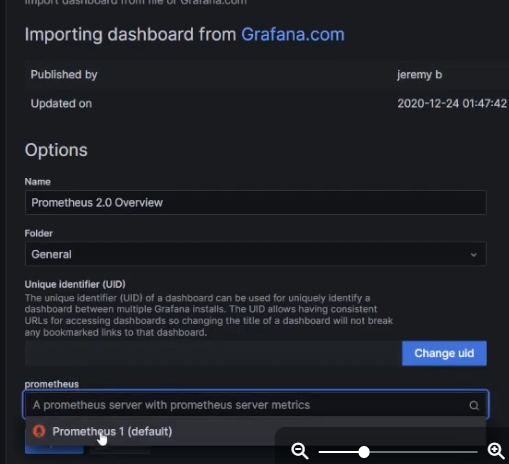 Import dashboard from file or Grafana.com
Importing dashboard from Grafana.com
Published by jeremy b
Updated on 2020-12-24 01:47:42
Options
Name
Prometheus 2.0 Overview
Folder
General
Unique identifier (UID)
The unique identifier (UID) of a dashboard can be used for uniquely identify a
dashboard between multiple Grafana installs. The UID allows having consistent
URLs for accessing dashboards so changing the title of a dashboard will not break
any bookmarked links to that dashboard.
Change uid
prometheus
A prometheus server with prometheus server metrics
Prometheus 1 (default)